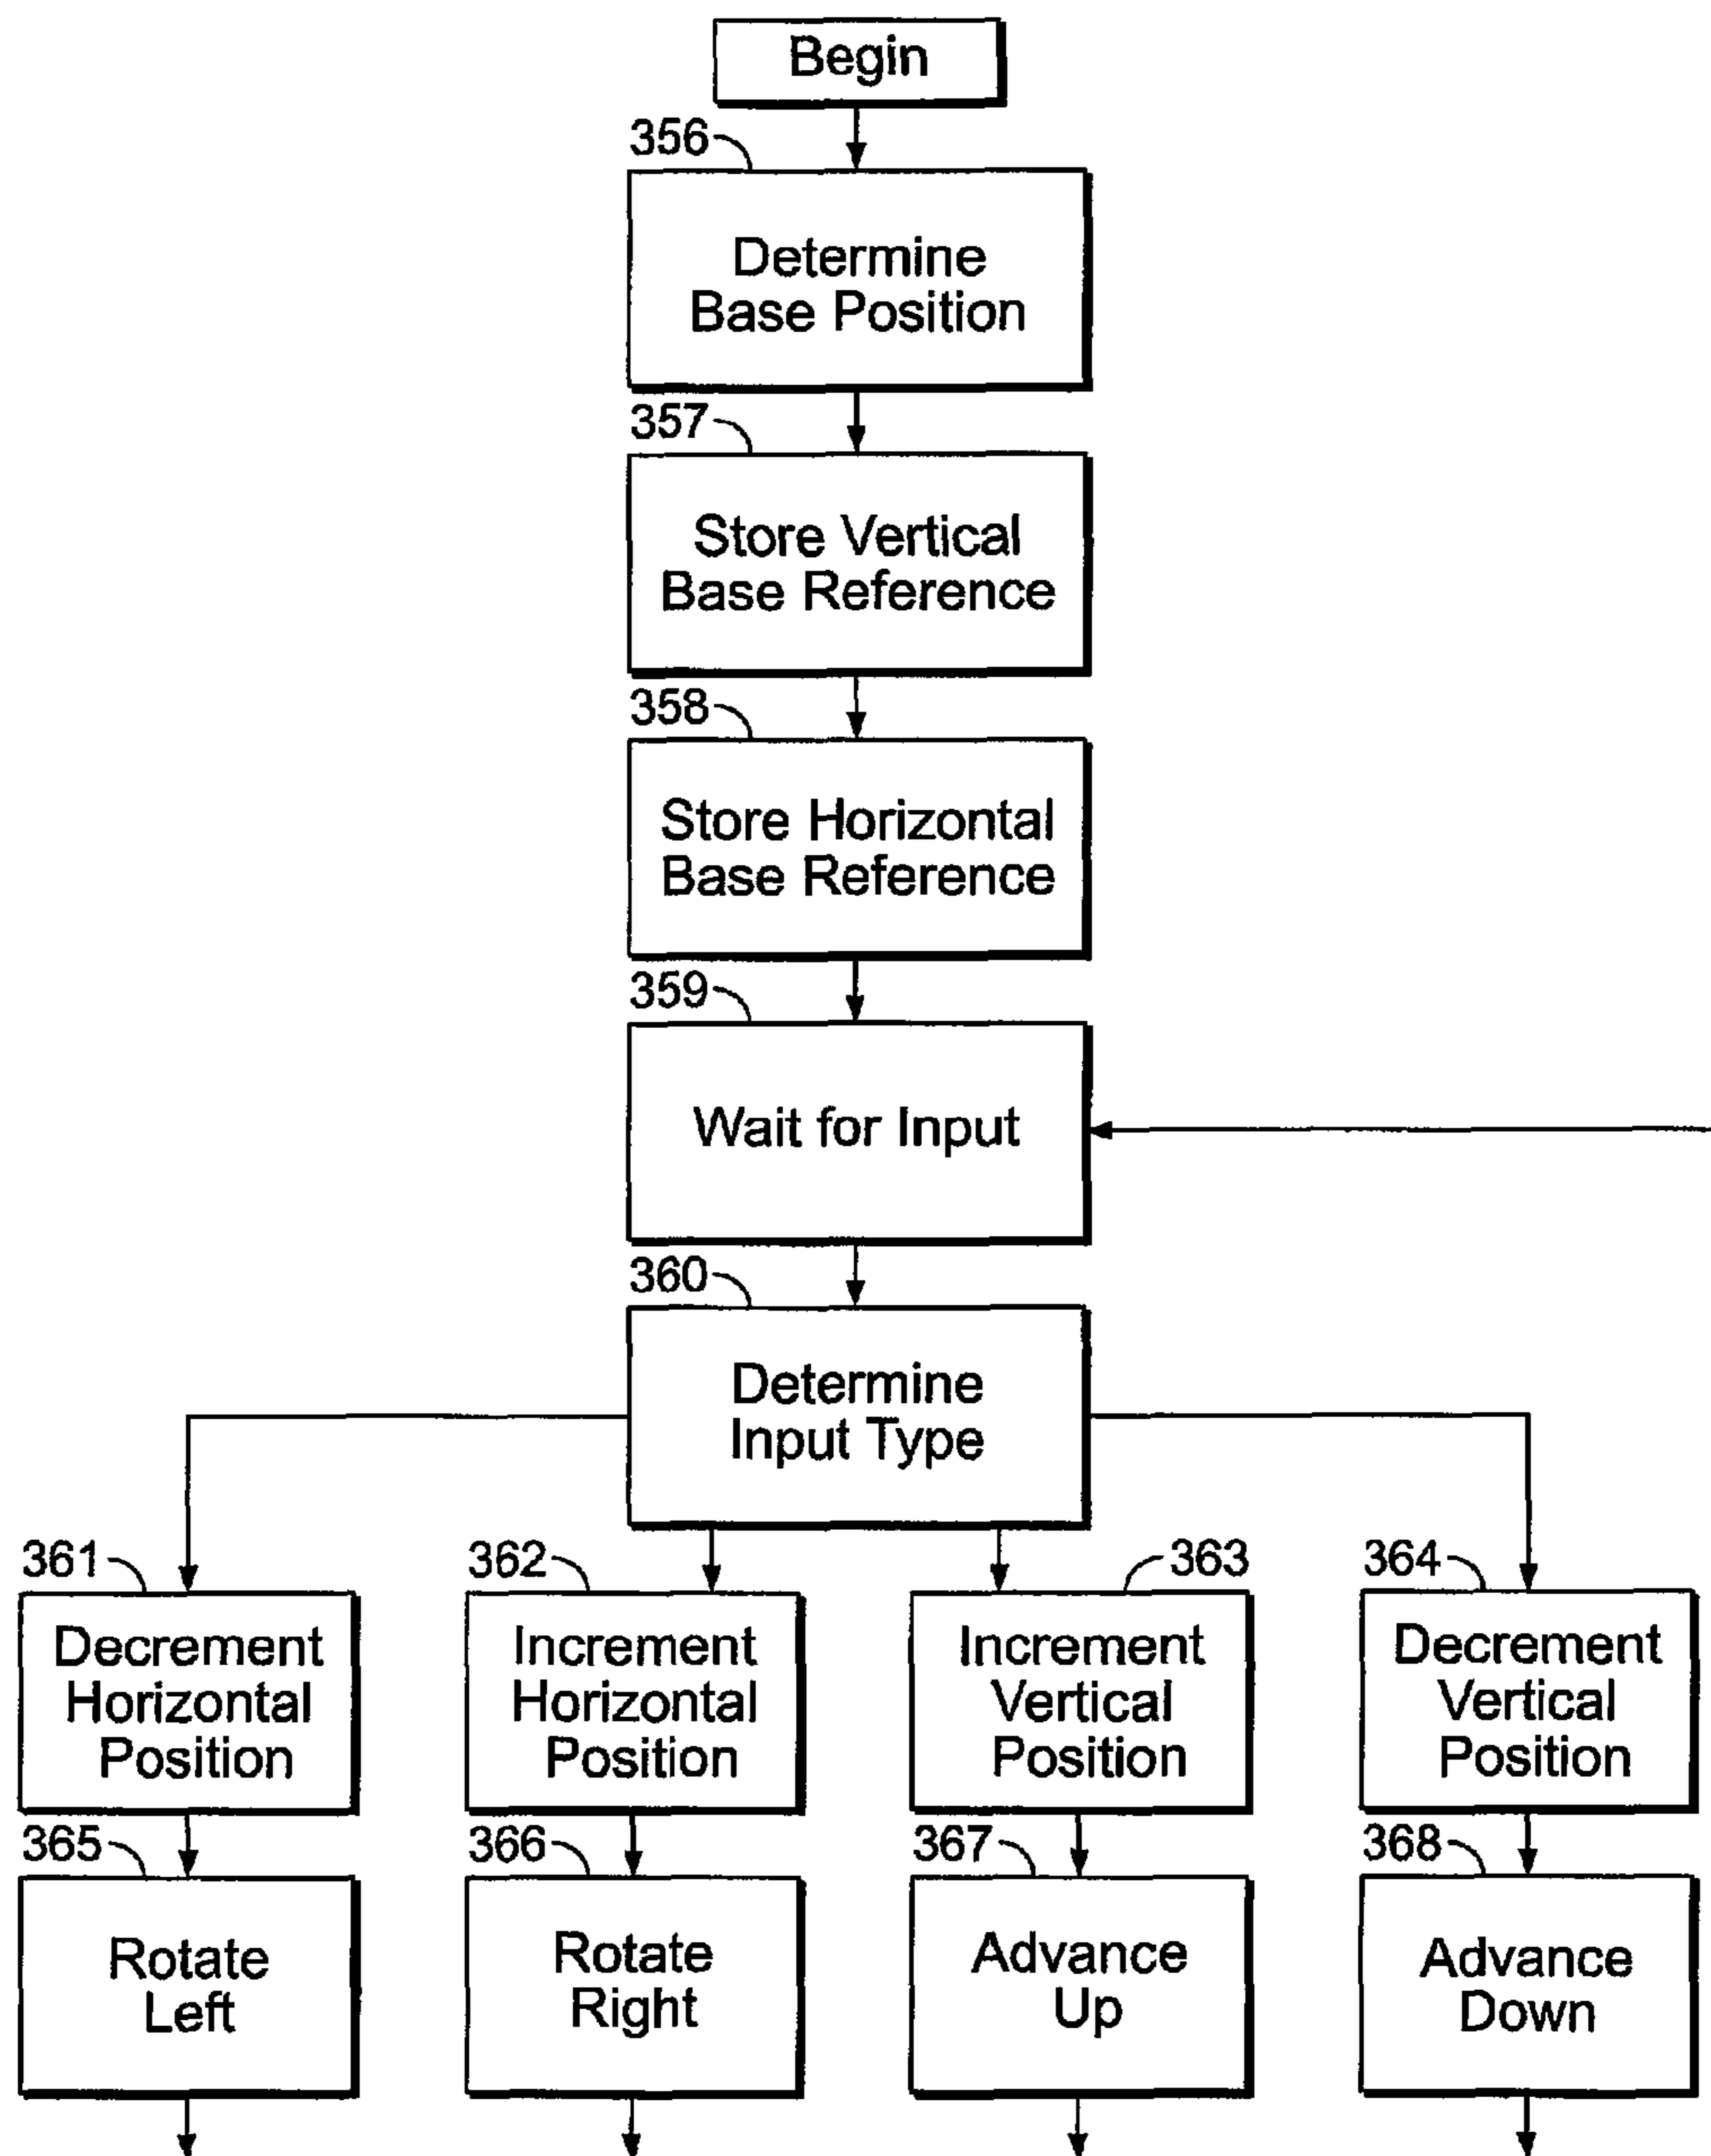 Begin
356
Determine
Base Position
357
Store Vertical
Base Reference
358
Store Horizontal
Base Reference
359
Wait for Input
360
Determine
Input Type
361
Decrement
Horizontal
Position
362
Increment
Horizontal
Position
363
Increment
Vertical
Position
364
Decrement
Vertical
Position
365
Rotate
Left
366
Rotate
Right
367
Advance
Up
368
Advance
Down